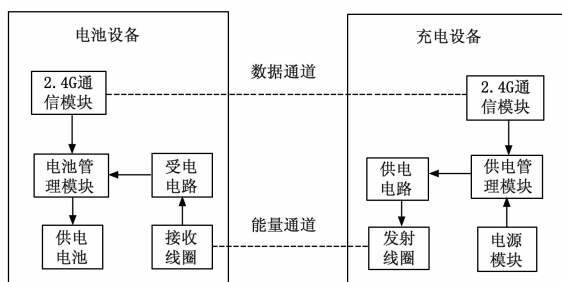 电池设备
充电设备
数据通道
2.4G通
信模块
2.4G通
信模块
电池管
理模块
受电
电路
供电
电路
供电管
理模块
能量通道
供电
电池
接收
线圈
发射
线圈
电源
模块